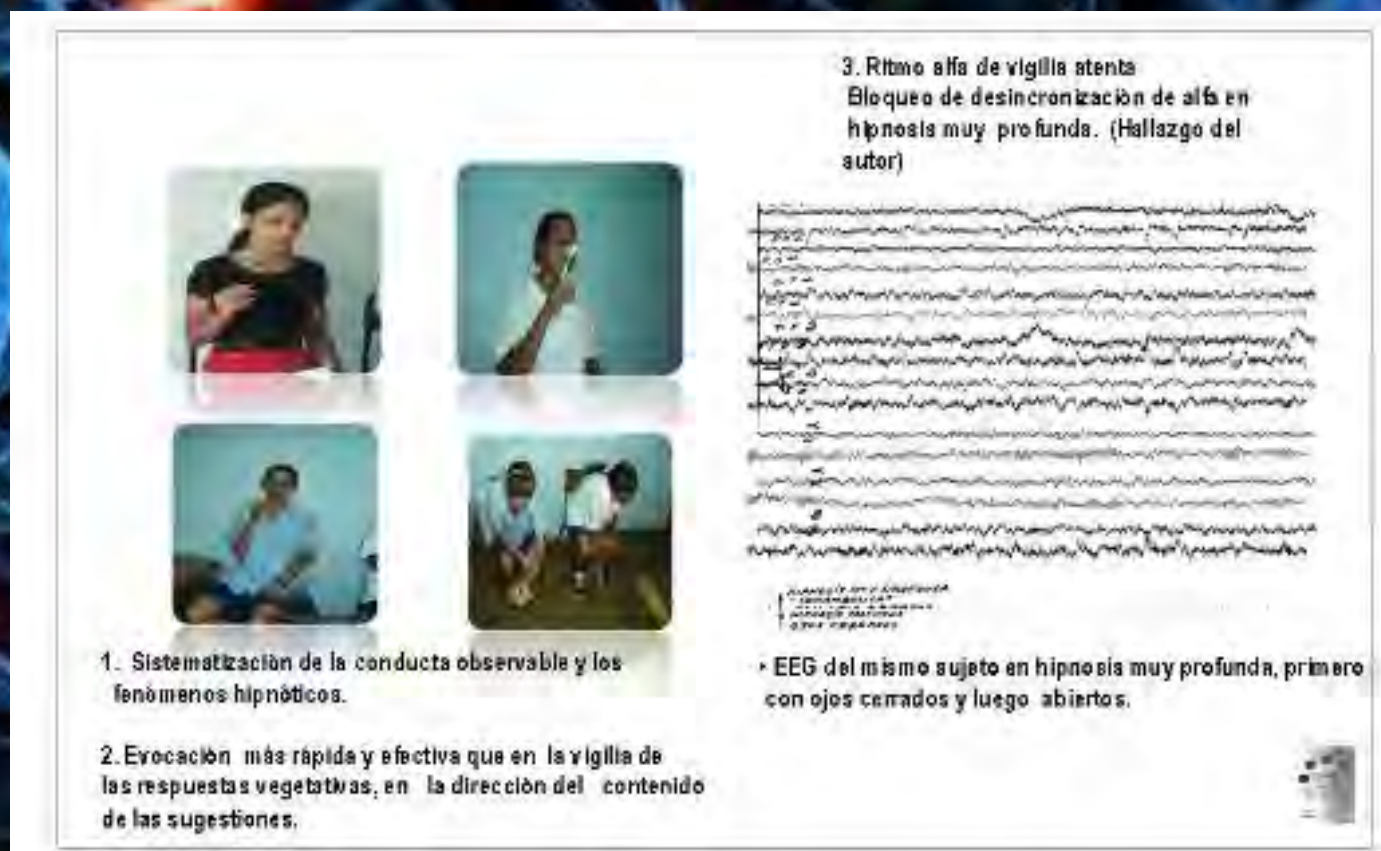 1. Sistematización de la conducta observable y los
fenómenos hipnóticos.
2. Evocación más rápida y efectiva que en la vigilia de
las respuestas vegetativas, en la dirección del contenido
de las sugestiones.
3. Ritmo alfa de vigilia atenta
Bloqueo de desincronización de alfa en
hipnosis muy profunda. (Hallazgo del
autor)
• EEG del mismo sujeto en hipnosis muy profunda, primero
con ojos cerrados y luego abiertos.